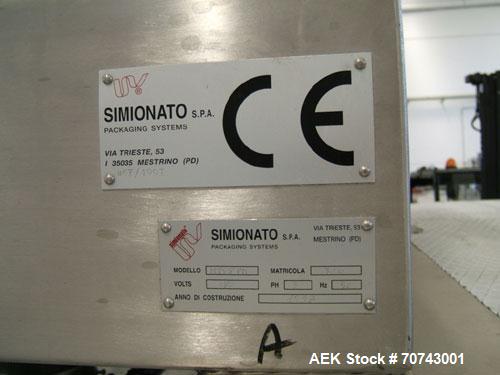 SIMIONATO S.P.A.
PACKAGING SYSTEMS
CE
VIA TRIESTE, 53
I 35035 MESTRINO (PD)
SIMIONATO S.P.A.
PACKAGING SYSTEMS
VIA TRIESTE, 53
MESTRINO (PD)
MODELLO MATRICOLA
VOLTS PH Hz
ANNO DI COSTRUZIONE
A
AEK Stock # 70743001